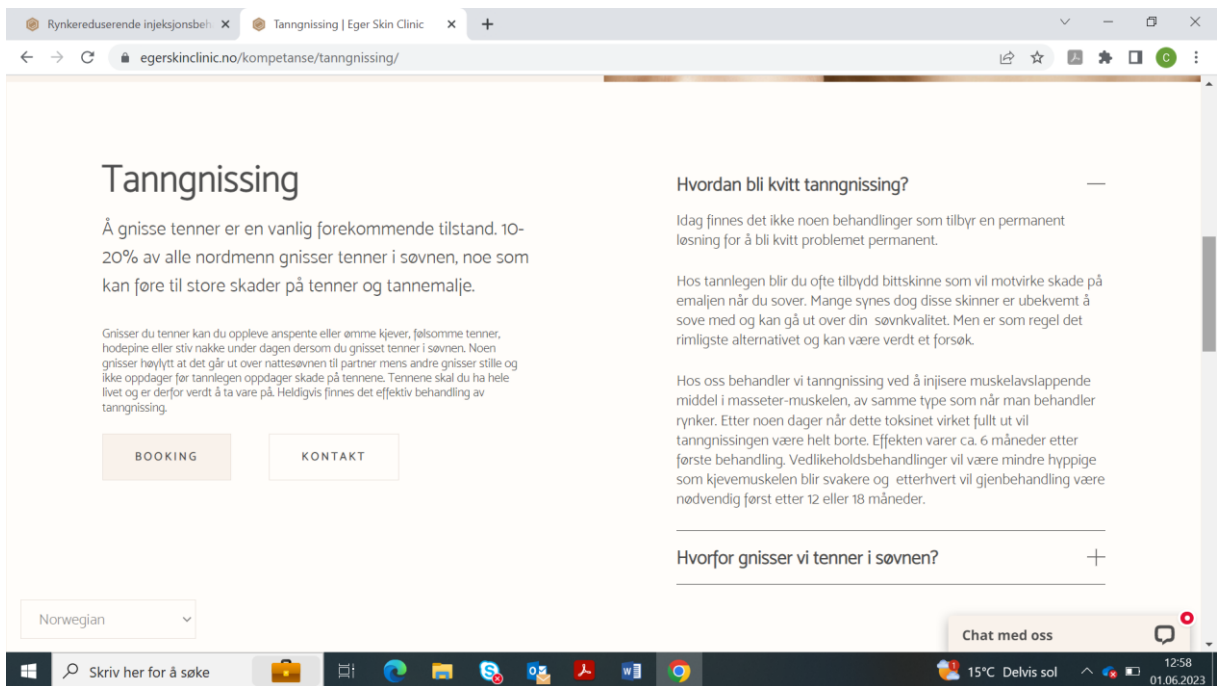 Rynkereduserende injeksjonsbeh
Tanngnissing | Eger Skin Clinic
egerskinclinic.no/kompetanse/tanngnissing/
C
Tanngnissing
Å gnisse tenner er en vanlig forekommende tilstand. 10-
20% av alle nordmenn gnisser tenner i søvnen, noe som
kan føre til store skader på tenner og tannemalje.
Gnisser du tenner kan du oppleve anspente eller ømme kjever, følsomme tenner,
hodepine eller stiv nakke under dagen dersom du gnisset tenner i søvnen. Noen
gnisser høylytt at det går ut over nattesøvnen til partner mens andre gnisser stille og
ikke oppdager før tannlegen oppdager skade på tennene. Tennene skal du ha hele
livet og er derfor verdt å ta vare på. Heldigvis finnes det effektiv behandling av
tanngnissing.
BOOKING
KONTAKT
Hvordan bli kvitt tanngnissing?
Idag finnes det ikke noen behandlinger som tilbyr en permanent
løsning for å bli kvitt problemet permanent.
Hos tannlegen blir du ofte tilbydd bittskinne som vil motvirke skade på
emaljen når du sover. Mange synes dog disse skinner er ubekvemt å
sove med og kan gå ut over din søvnkvalitet. Men er som regel det
rimligste alternativet og kan være verdt et forsøk.
Hos oss behandler vi tanngnissing ved å injisere muskelavslappende
middel i masseter-muskelen, av samme type som når man behandler
rynker. Etter noen dager når dette toksinet virket fullt ut vil
tanngnissingen være helt borte. Effekten varer ca. 6 måneder etter
første behandling. Vedlikeholdsbehandlinger vil være mindre hyppige
som kjevemuskelen blir svakere og etterhvert vil gjenbehandling være
nødvendig først etter 12 eller 18 måneder.
Hvorfor gnisser vi tenner i søvnen?
Norwegian
Chat med oss
Skriv her for å søke
15°C Delvis sol
12:58
01.06.2023